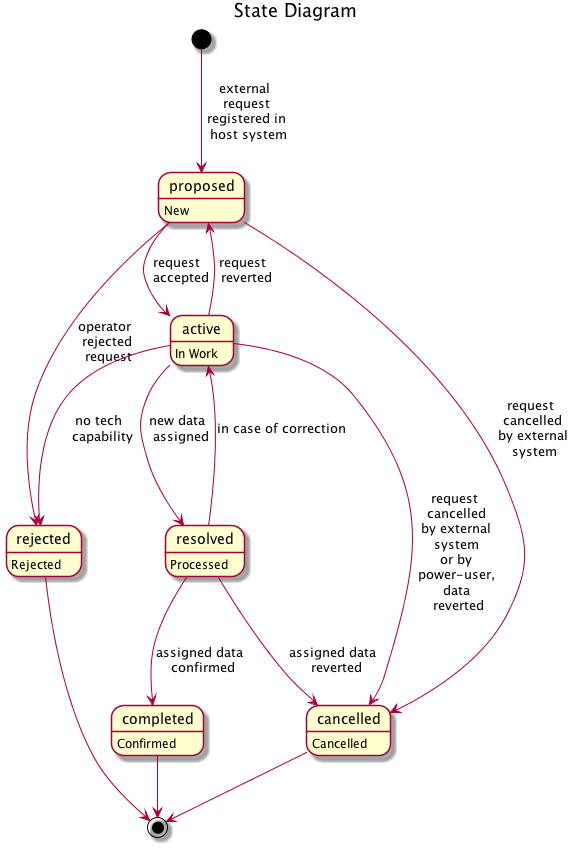 State Diagram
external
request
registered in
host system
proposed
New
request
accepted
request
reverted
operator
rejected
request
active
In Work
request
cancelled
by external
system
no tech
capability
new data
assigned
in case of correction
request
cancelled
by external
system
or by
power-user,
data
reverted
rejected
Rejected
resolved
Processed
assigned data
confirmed
assigned data
reverted
completed
Confirmed
cancelled
Cancelled